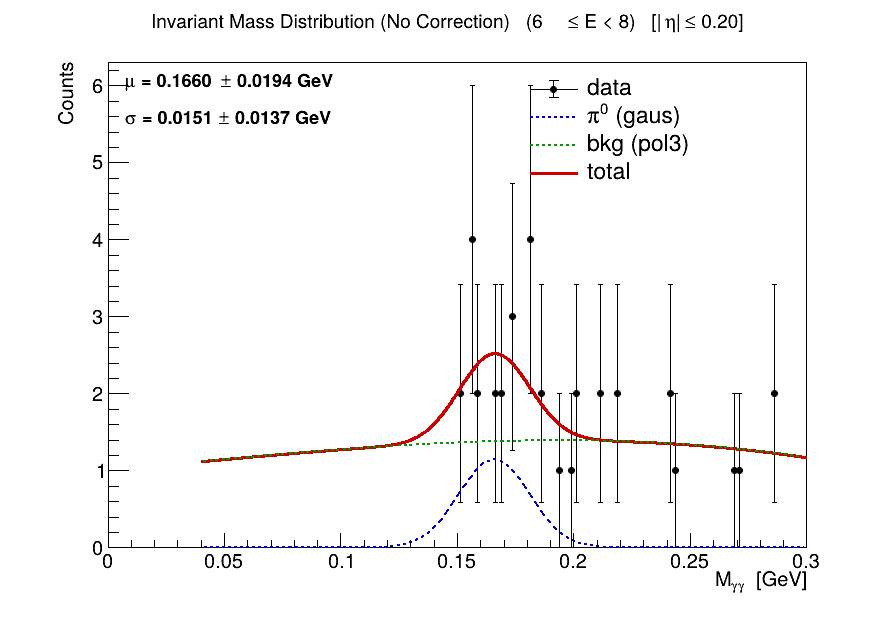 Invariant Mass Distribution (No Correction) (6 ≤ E < 8) [|η| ≤ 0.20]
Counts
μ = 0.1660 ± 0.0194 GeV
σ = 0.0151 ± 0.0137 GeV
data
π⁰ (gaus)
bkg (pol3)
total
6
5
4
3
2
1
0
0 0.05 0.1 0.15 0.2 0.25 0.3
Mγγ [GeV]